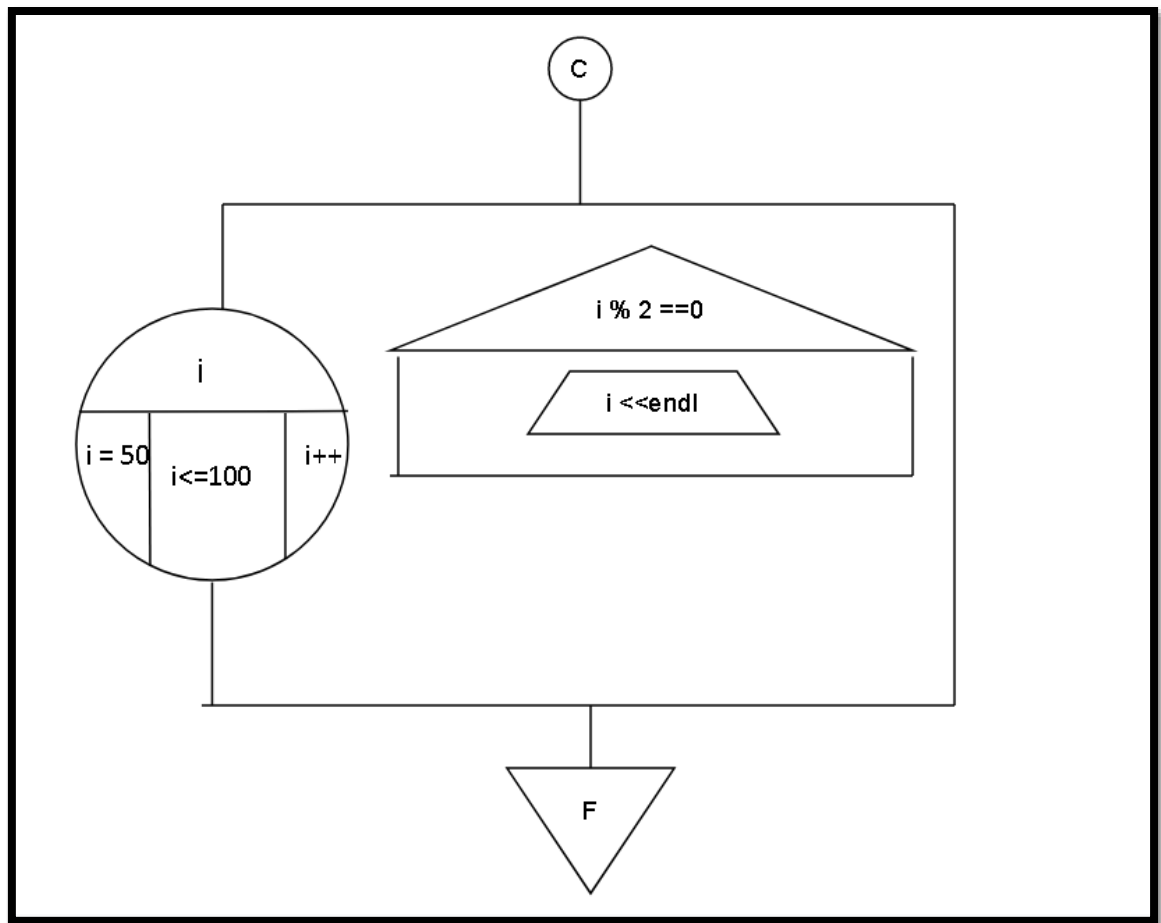 C
i % 2 ==0
i
i <<endl
i = 50
i<=100
i++
F